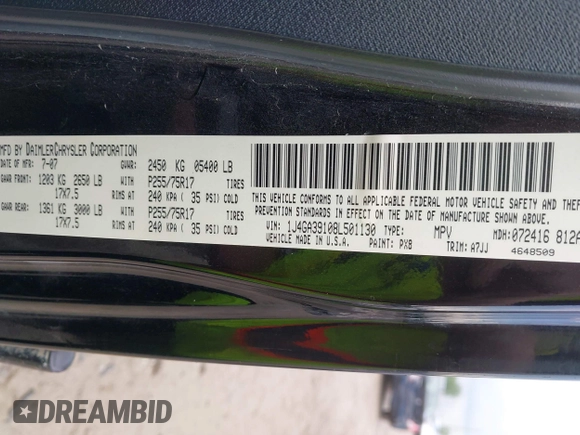 MFD BY DAIMLERCHRYSLER CORPORATION
DATE OF MFR: 7-07 GVWR: 2450 KG 05400 LB
GAWR FRONT: 1203 KG 2650 LB WITH P255/75R17 TIRES
17X7.5 RIMS AT 240 KPA ( 35 PSI) COLD
GAWR REAR: 1361 KG 3000 LB WITH P255/75R17 TIRES
17X7.5 RIMS AT 240 KPA ( 35 PSI) COLD
THIS VEHICLE CONFORMS TO ALL APPLICABLE FEDERAL MOTOR VEHICLE SAFETY AND THEFT
PREVENTION STANDARDS IN EFFECT ON THE DATE OF MANUFACTURE SHOWN ABOVE.
VIN: 1J4GA39108L501130 TYPE: MPV MDH: 072416 812A
VEHICLE MADE IN U.S.A. PAINT: PXB TRIM: A7JJ 4648509
DREAMBID